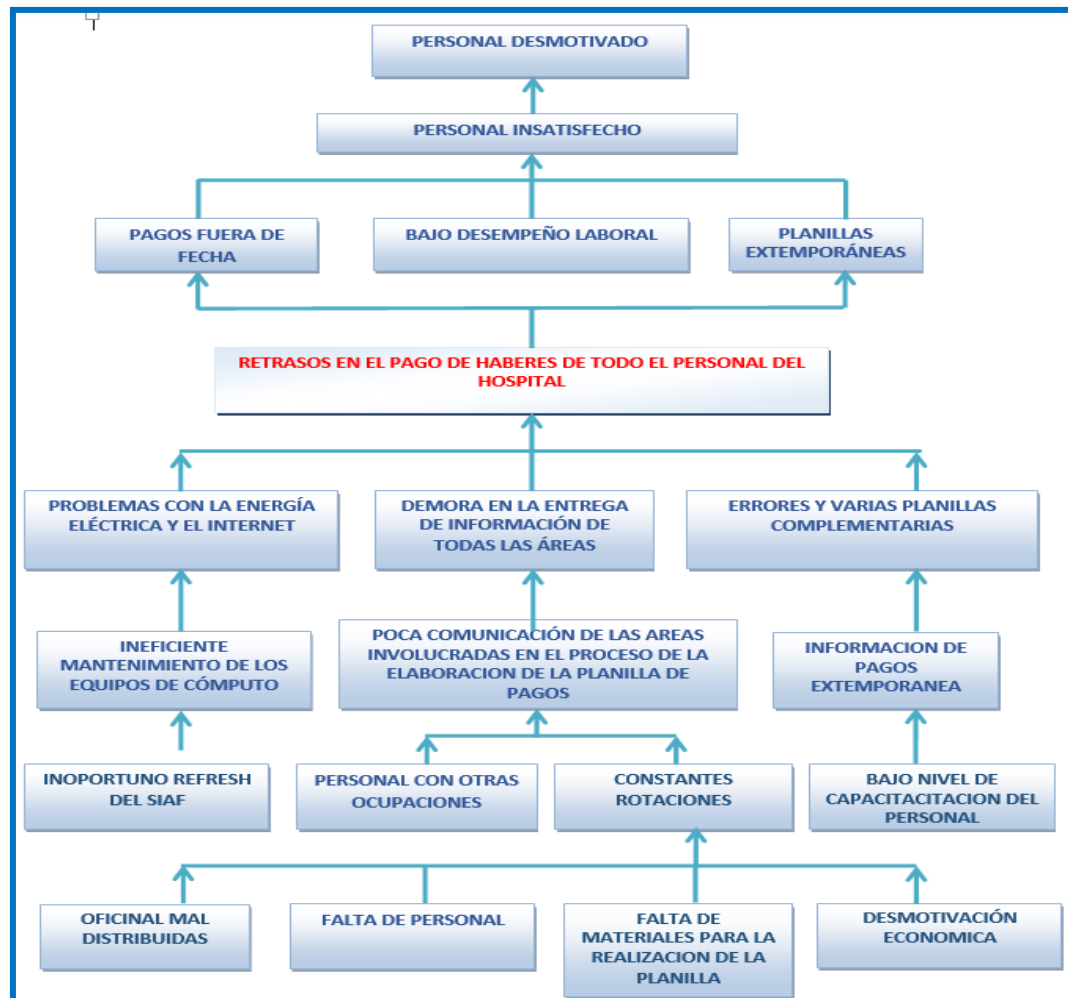 PERSONAL DESMOTIVADO
PERSONAL INSATISFECHO
PAGOS FUERA DE
FECHA
BAJO DESEMPEÑO LABORAL
PLANILLAS
EXTEMPORÁNEAS
RETRASOS EN EL PAGO DE HABERES DE TODO EL PERSONAL DEL
HOSPITAL
PROBLEMAS CON LA ENERGÍA
ELÉCTRICA Y EL INTERNET
DEMORA EN LA ENTREGA
DE INFORMACIÓN DE
TODAS LAS ÁREAS
ERRORES Y VARIAS PLANILLAS
COMPLEMENTARIAS
INEFICIENTE
MANTENIMIENTO DE LOS
EQUIPOS DE CÓMPUTO
POCA COMUNICACIÓN DE LAS AREAS
INVOLUCRADAS EN EL PROCESO DE LA
ELABORACION DE LA PLANILLA DE
PAGOS
INFORMACION DE
PAGOS
EXTEMPORANEA
INOPORTUNO REFRESH
DEL SIAF
PERSONAL CON OTRAS
OCUPACIONES
CONSTANTES
ROTACIONES
BAJO NIVEL DE
CAPACITACITACION DEL
PERSONAL
OFICINAL MAL
DISTRIBUIDAS
FALTA DE PERSONAL
FALTA DE
MATERIALES PARA LA
REALIZACION DE LA
PLANILLA
DESMOTIVACIÓN
ECONOMICA